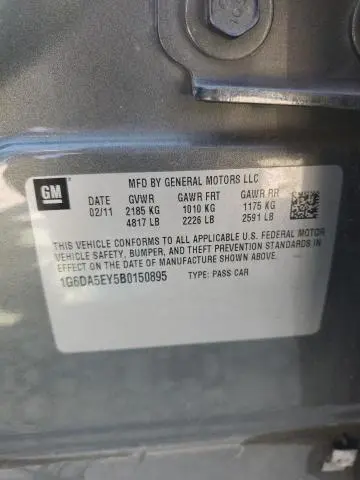 MFD BY GENERAL MOTORS LLC
GM
DATE GVWR GAWR FRT GAWR RR
02/11 2185 KG 1010 KG 1175 KG
4817 LB 2226 LB 2591 LB
THIS VEHICLE CONFORMS TO ALL APPLICABLE U.S. FEDERAL MOTOR
VEHICLE SAFETY, BUMPER, AND THEFT PREVENTION STANDARDS IN
EFFECT ON THE DATE OF MANUFACTURE SHOWN ABOVE.
1G6DA5EY5B0150895 TYPE: PASS CAR